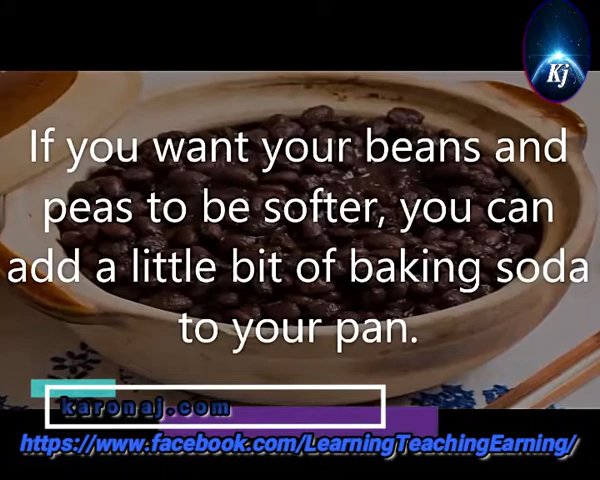 Kj
If you want your beans and
peas to be softer, you can
add a little bit of baking soda
to your pan.
karonaj.com
https://www.facebook.com/LearningTeachingEarning/